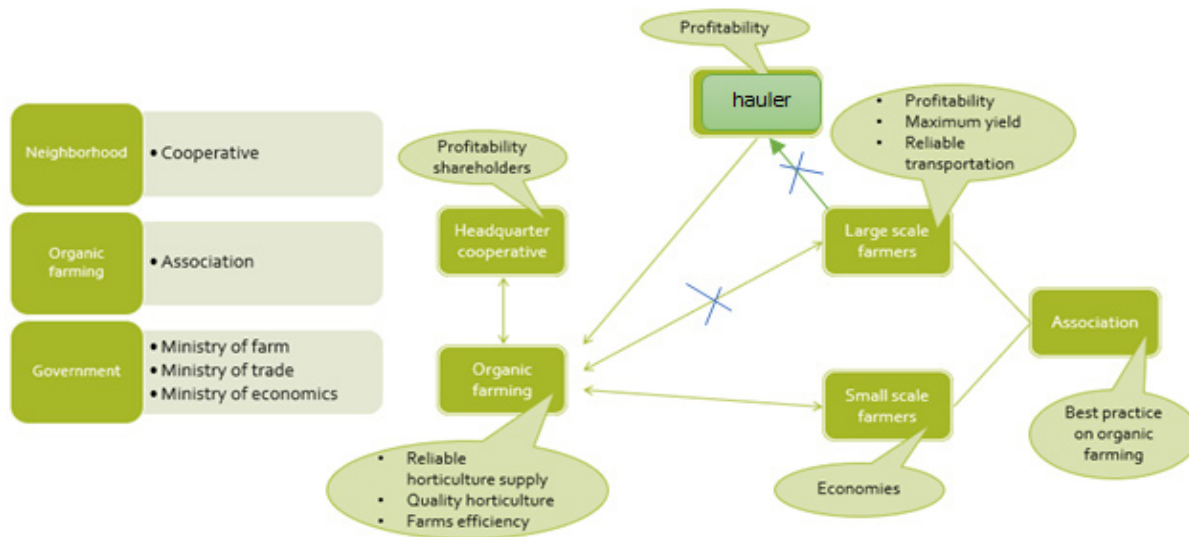 Neighborhood
• Cooperative
Organic
farming
• Association
Government
• Ministry of farm
• Ministry of trade
• Ministry of economics
Profitability
hauler
• Profitability
• Maximum yield
• Reliable
transportation
Profitability
shareholders
Headquarter
cooperative
Large scale
farmers
Association
Organic
farming
Small scale
farmers
Best practice
on organic
farming
• Reliable
horticulture supply
• Quality horticulture
• Farms efficiency
Economies